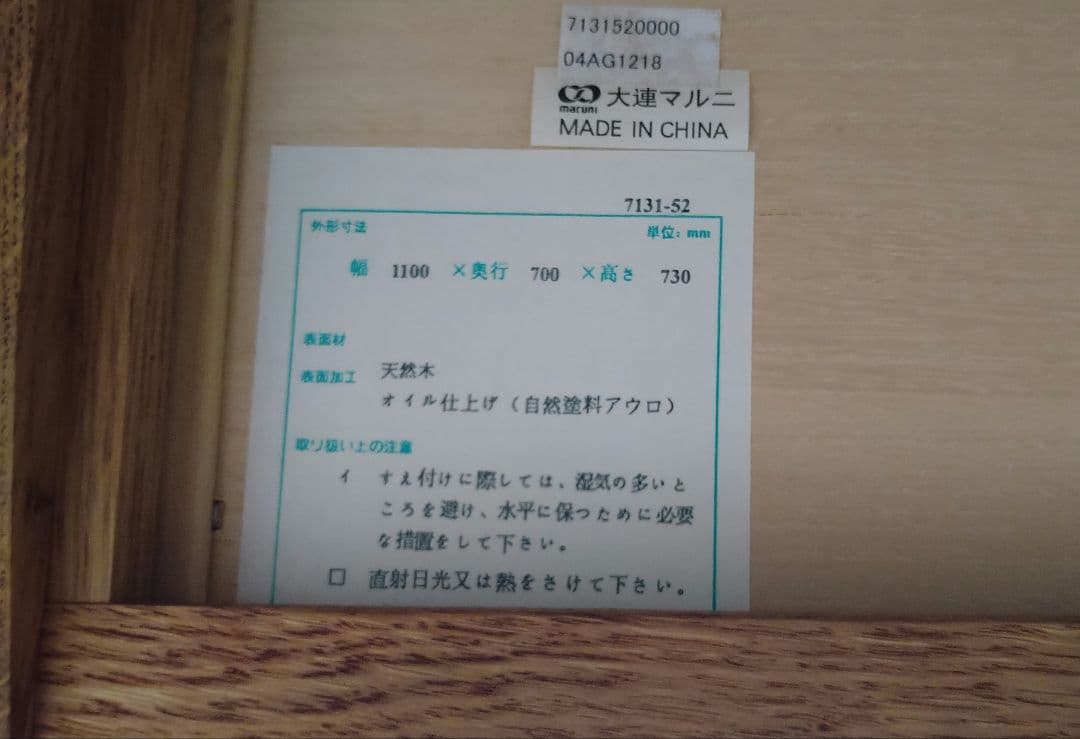 7131520000
04AG1218
maruni 大連マルニ
MADE IN CHINA
7131-52
外形寸法 単位: mm
幅 1100 ×奥行 700 ×高さ 730
表面材
天然木
表面加工
オイル仕上げ（自然塗料アウロ）
取り扱い上の注意
イ すえ付けに際しては、湿気の多いと
ころを避け、水平に保つために必要
な措置をして下さい。
ロ 直射日光又は熱をさけて下さい。